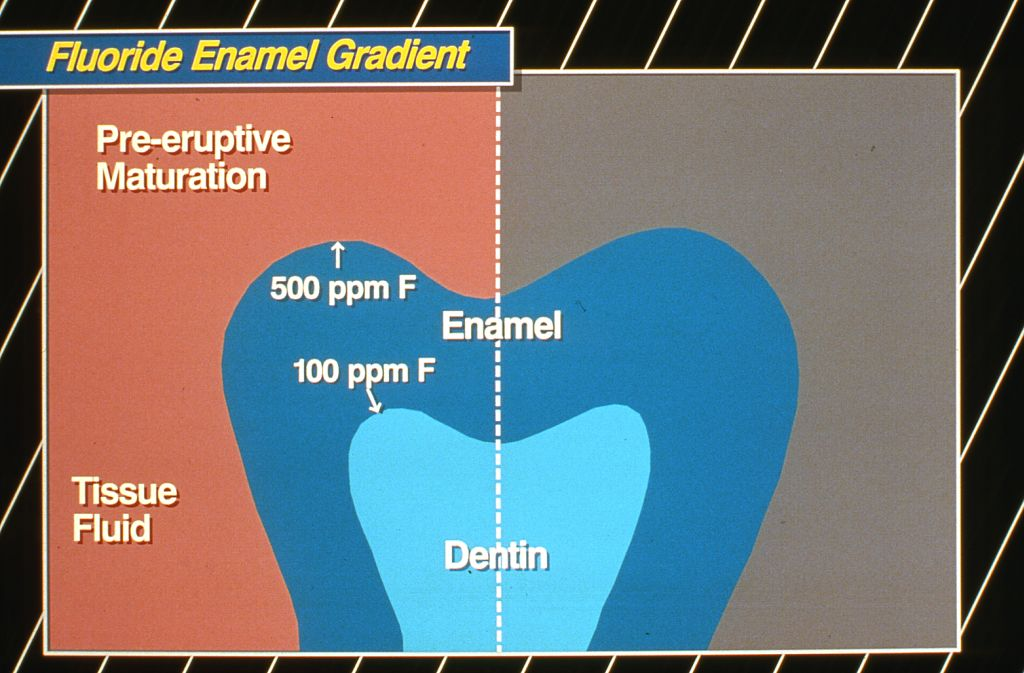 Fluoride Enamel Gradient
Pre-eruptive
Maturation
500 ppm F
Enamel
100 ppm F
Tissue
Fluid
Dentin